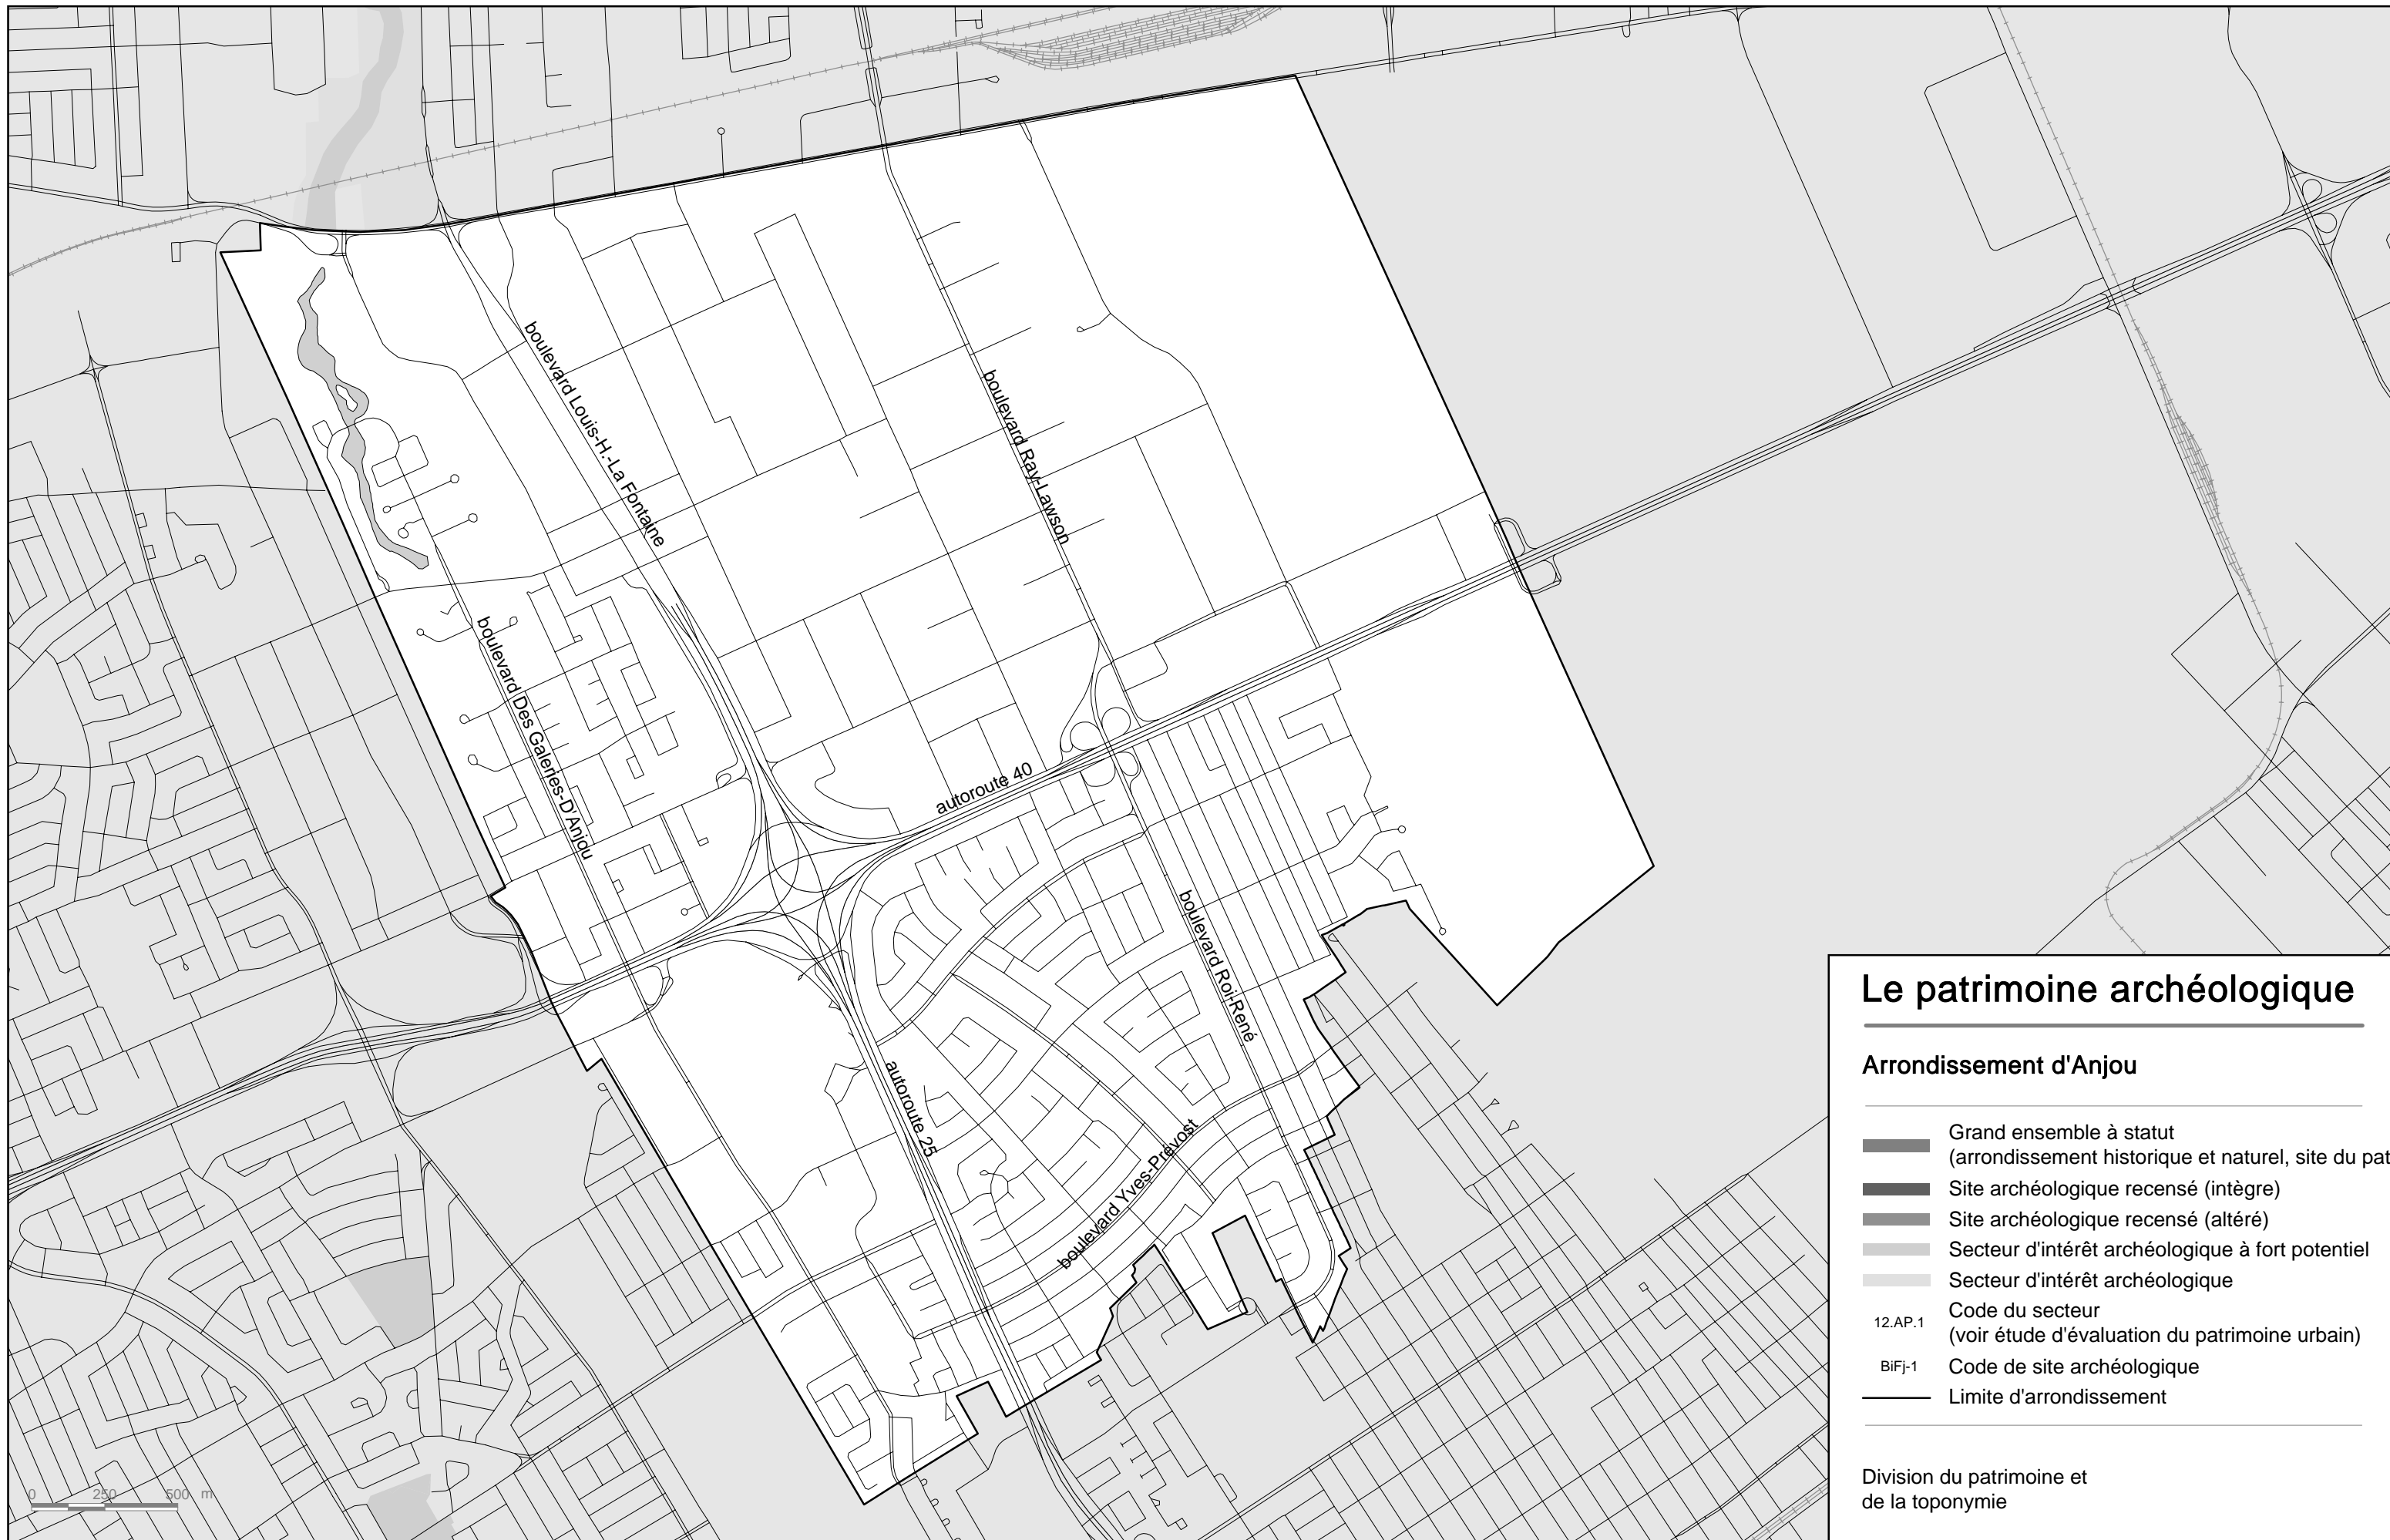 boulevard Louis-H.-La Fontaine
boulevard Ray-Lawson
boulevard Des Galeries-D'Anjou
autoroute 40
boulevard Roi-René
autoroute 25
boulevard Yves-Prévost
0 250 500 m
Le patrimoine archéologique
Arrondissement d'Anjou
Grand ensemble à statut
(arrondissement historique et naturel, site du pat
Site archéologique recensé (intègre)
Site archéologique recensé (altéré)
Secteur d'intérêt archéologique à fort potentiel
Secteur d'intérêt archéologique
12.AP.1 Code du secteur
(voir étude d'évaluation du patrimoine urbain)
BiFj-1 Code de site archéologique
Limite d'arrondissement
Division du patrimoine et
de la toponymie